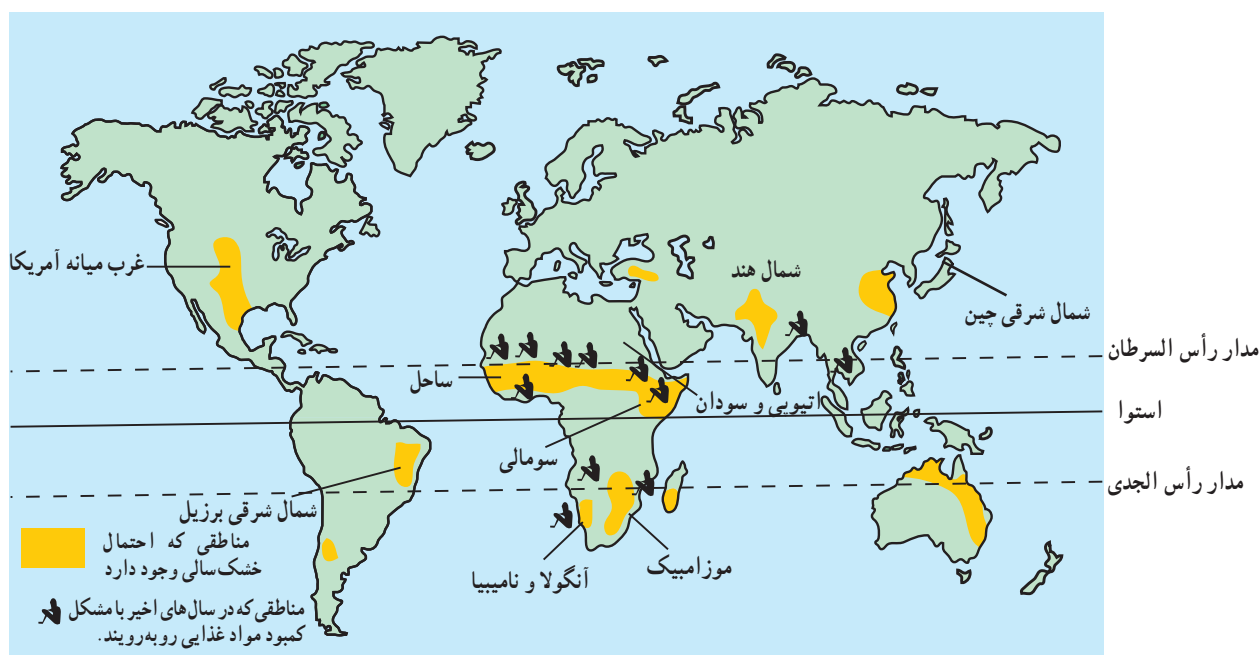 غرب میانه آمریکا
شمال هند
شمال شرقی چین
مدار رأس السرطان
ساحل
اتیوپی و سودان
استوا
سومالی
مدار رأس الجدی
شمال شرقی برزیل
موزامبیک
آنگولا و نامیبیا
مناطقی که احتمال
خشک‌سالی وجود دارد
مناطقی که در سال‌های اخیر با مشکل
کمبود مواد غذایی روبه‌رویند.